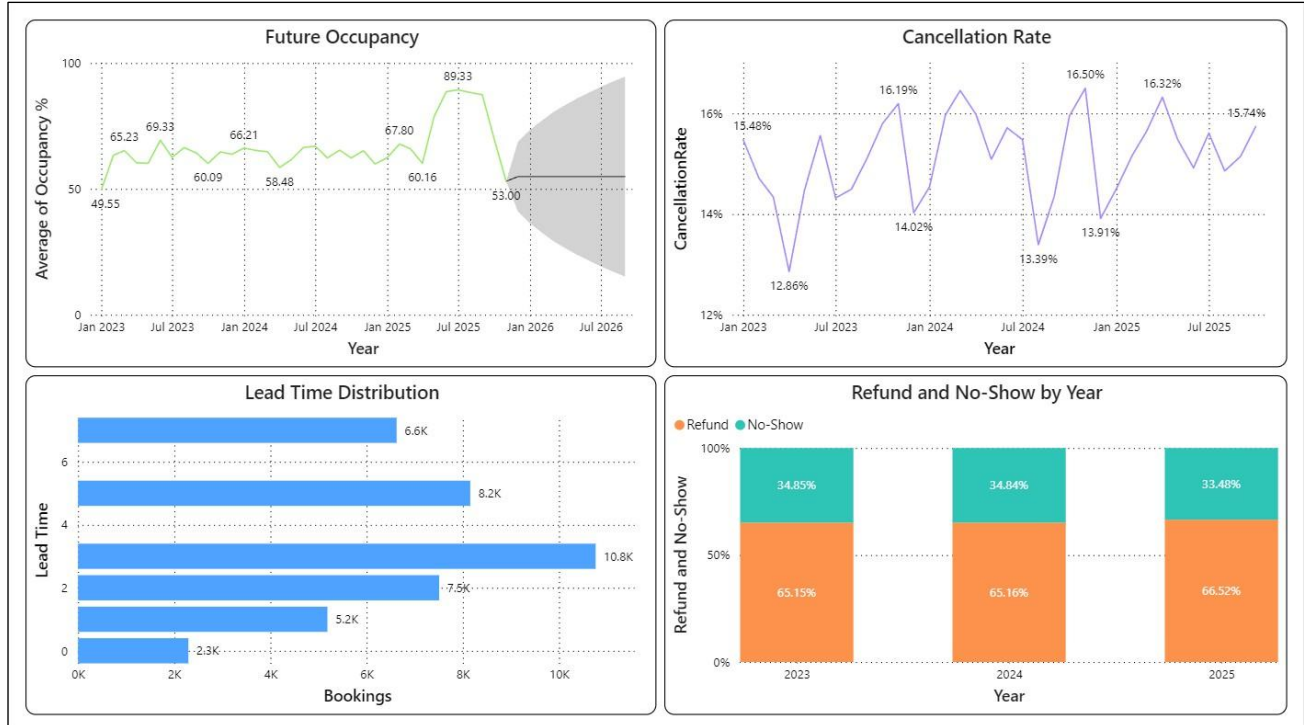 Future Occupancy
Average of Occupancy %
100
50
0
49.55
65.23
69.33
60.09
66.21
58.48
67.80
60.16
89.33
53.00
Jan 2023
Jul 2023
Jan 2024
Jul 2024
Jan 2025
Jul 2025
Jan 2026
Jul 2026
Year
Cancellation Rate
CancellationRate
16%
14%
12%
15.48%
12.86%
16.19%
14.02%
13.39%
16.50%
13.91%
16.32%
15.74%
Jan 2023
Jul 2023
Jan 2024
Jul 2024
Jan 2025
Jul 2025
Year
Lead Time Distribution
Lead Time
6
4
2
0
6.6K
8.2K
10.8K
7.5K
5.2K
2.3K
0K
2K
4K
6K
8K
10K
Bookings
Refund and No-Show by Year
Refund
No-Show
Refund and No-Show
100%
50%
0%
34.85%
34.84%
33.48%
65.15%
65.16%
66.52%
2023
2024
2025
Year